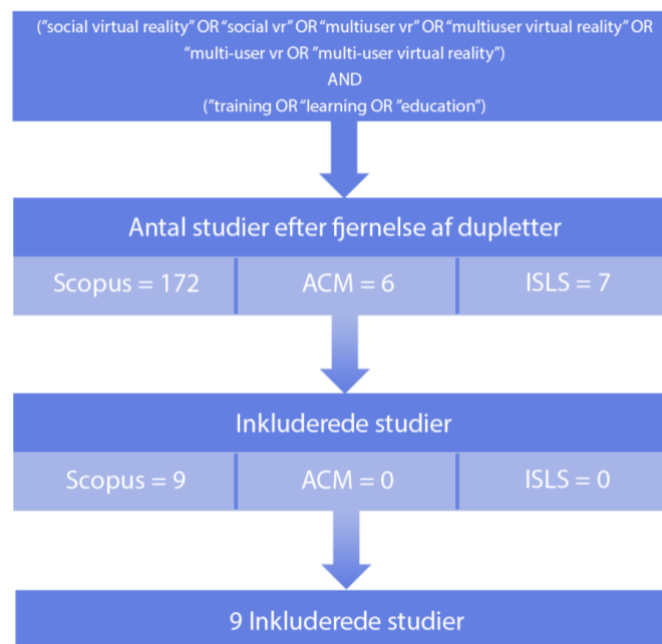 ("social virtual reality" OR "social vr" OR "multiuser vr" OR "multiuser virtual reality" OR
"multi-user vr OR "multi-user virtual reality")
AND
("training OR "learning OR "education")
Antal studier efter fjernelse af dupletter
Scopus = 172
ACM = 6
ISLS = 7
Inkluderede studier
Scopus = 9
ACM = 0
ISLS = 0
9 Inkluderede studier